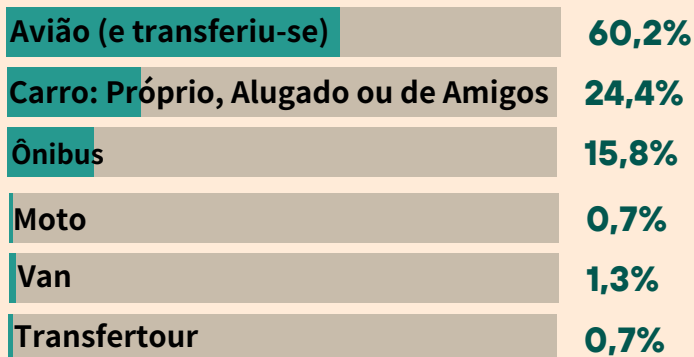 Avião (e transferiu-se) 60,2%
Carro: Próprio, Alugado ou de Amigos 24,4%
Ônibus 15,8%
Moto 0,7%
Van 1,3%
Transfertour 0,7%